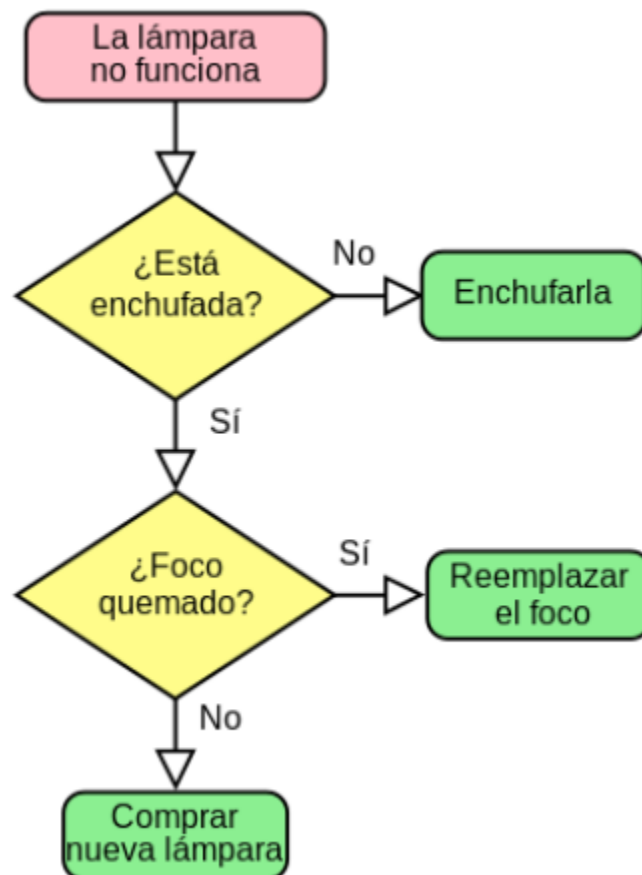 La lámpara
no funciona
¿Está
enchufada?
No
Enchufarla
Sí
¿Foco
quemado?
Sí
Reemplazar
el foco
No
Comprar
nueva lámpara